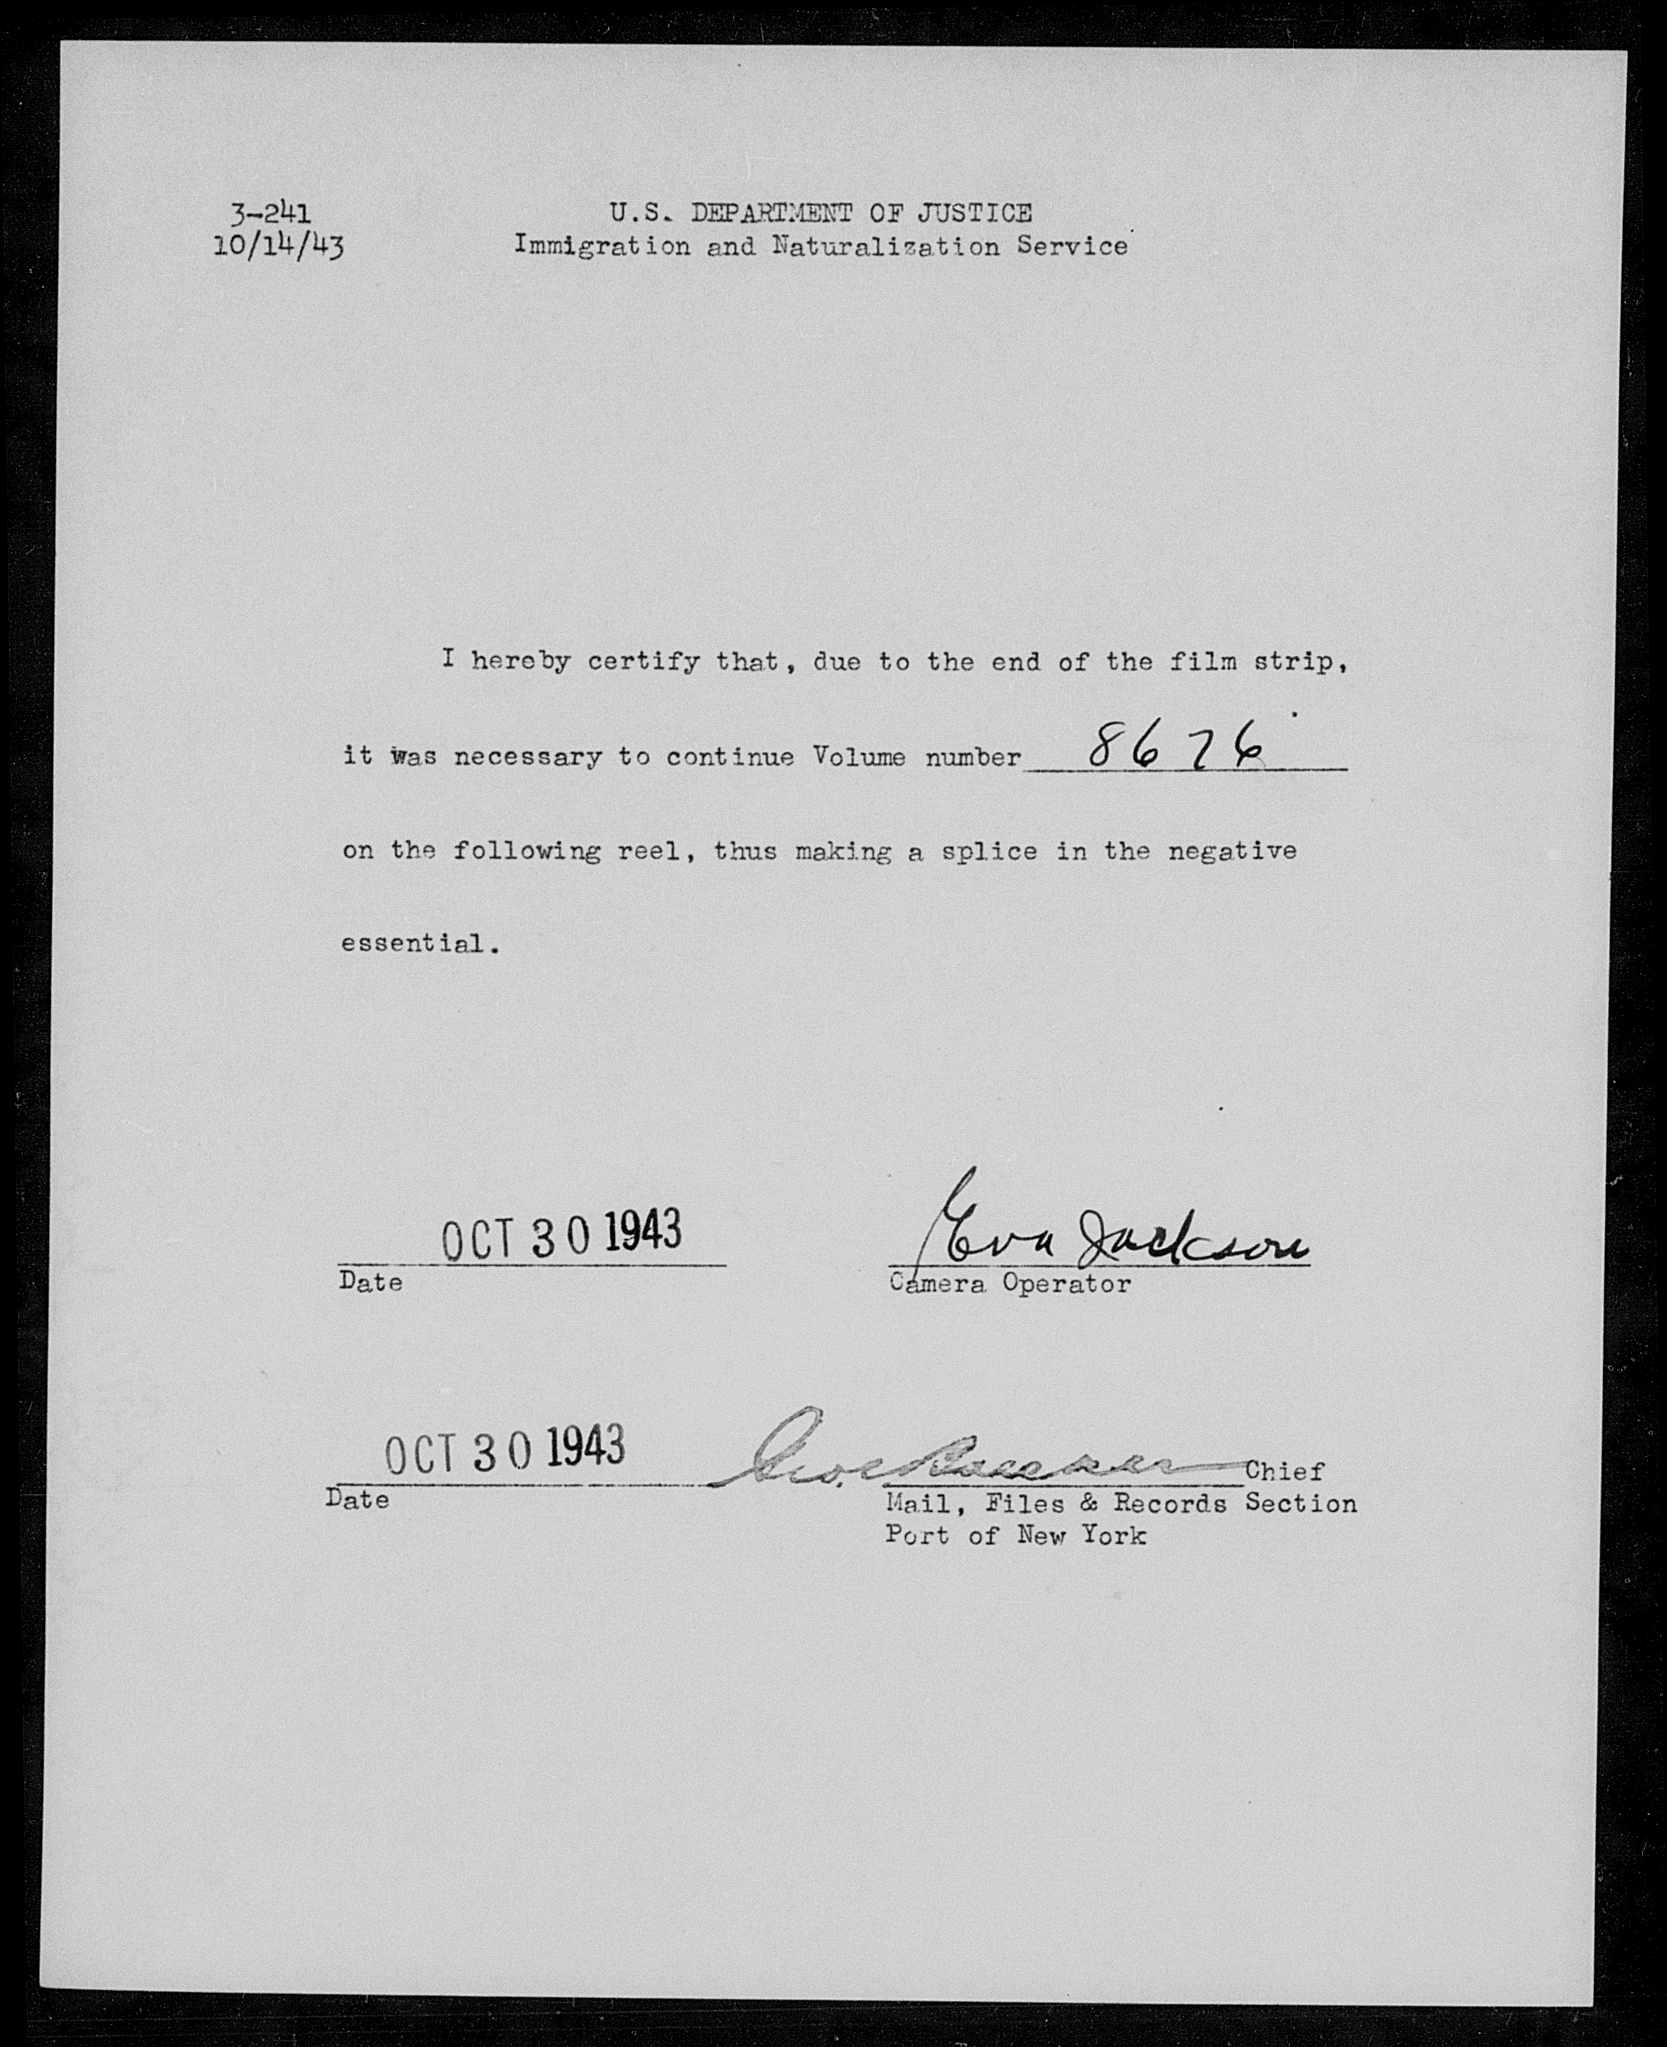 3-241
10/14/43
U.S. DEPARTMENT OF JUSTICE
Immigration and Naturalization Service
I hereby certify that, due to the end of the film strip,
it was necessary to continue Volume number 8676
on the following reel, thus making a splice in the negative
essential.
OCT 30 1943
Eva Jackson
Date
Camera Operator
OCT 30 1943
Geo. Chief
Date
Mail, Files & Records Section
Port of New York